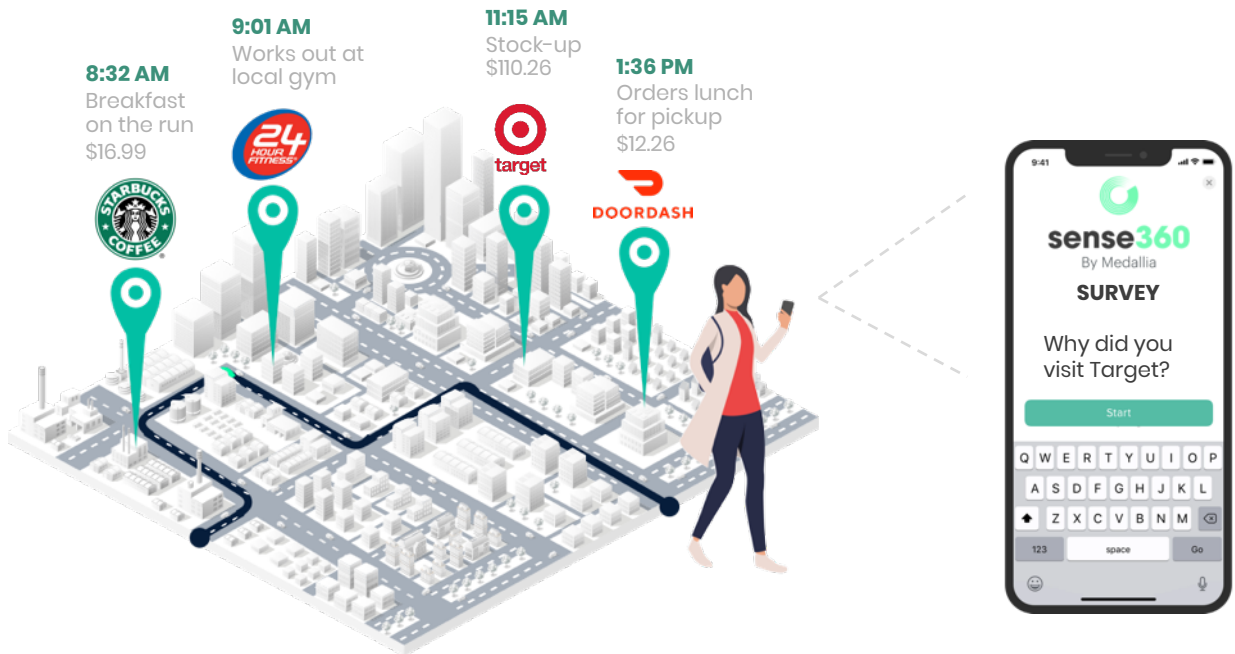 8:32 AM
Breakfast
on the run
$16.99
STARBUCKS
COFFEE
®
9:01 AM
Works out at
local gym
24
HOUR
FITNESS®
11:15 AM
Stock-up
$110.26
target
1:36 PM
Orders lunch
for pickup
$12.26
DOORDASH
9:41
sense360
By Medallia
SURVEY
Why did you
visit Target?
Start
Q W E R T Y U I O P
A S D F G H J K L
Z X C V B N M
123 space Go